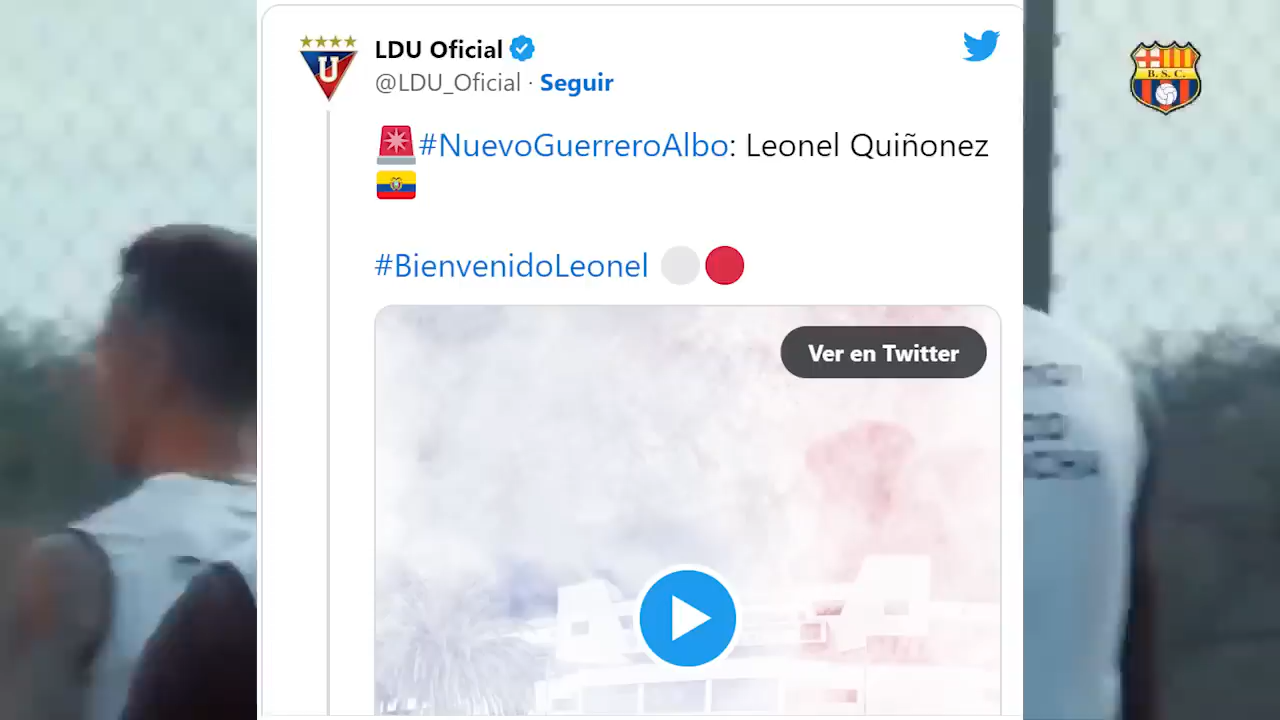 LDU Oficial
@LDU_Oficial · Seguir
#NuevoGuerreroAlbo: Leonel Quiñonez
#BienvenidoLeonel
Ver en Twitter
U
B. S. C.